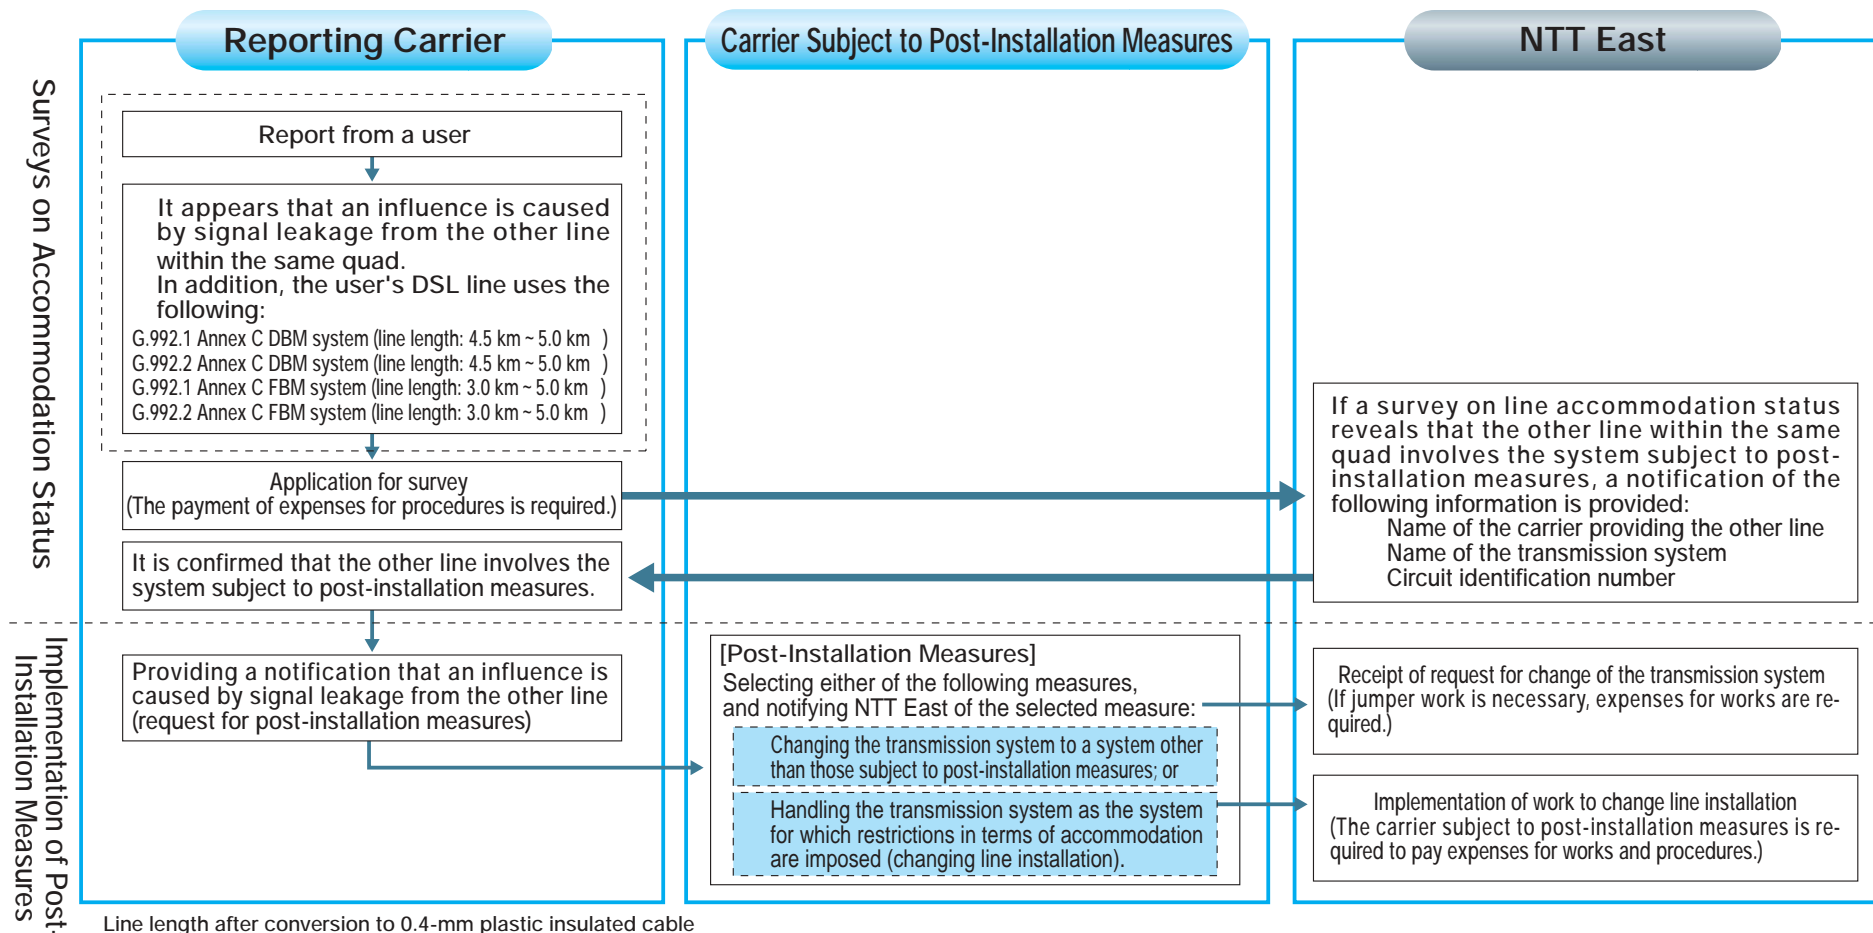 Reporting Carrier
Carrier Subject to Post-Installation Measures
NTT East
Surveys on Accommodation Status
Report from a user
It appears that an influence is caused
by signal leakage from the other line
within the same quad.
In addition, the user's DSL line uses the
following:
G.992.1 Annex C DBM system (line length: 4.5 km ~ 5.0 km )
G.992.2 Annex C DBM system (line length: 4.5 km ~ 5.0 km )
G.992.1 Annex C FBM system (line length: 3.0 km ~ 5.0 km )
G.992.2 Annex C FBM system (line length: 3.0 km ~ 5.0 km )
Application for survey
(The payment of expenses for procedures is required.)
If a survey on line accommodation status
reveals that the other line within the same
quad involves the system subject to post-
installation measures, a notification of the
following information is provided:
Name of the carrier providing the other line
Name of the transmission system
Circuit identification number
It is confirmed that the other line involves the
system subject to post-installation measures.
Implementation of Post-
Installation Measures
Providing a notification that an influence is
caused by signal leakage from the other line
(request for post-installation measures)
[Post-Installation Measures]
Selecting either of the following measures,
and notifying NTT East of the selected measure:
Changing the transmission system to a system other
than those subject to post-installation measures; or
Handling the transmission system as the system
for which restrictions in terms of accommodation
are imposed (changing line installation).
Receipt of request for change of the transmission system
(If jumper work is necessary, expenses for works are re-
quired.)
Implementation of work to change line installation
(The carrier subject to post-installation measures is re-
quired to pay expenses for works and procedures.)
Line length after conversion to 0.4-mm plastic insulated cable